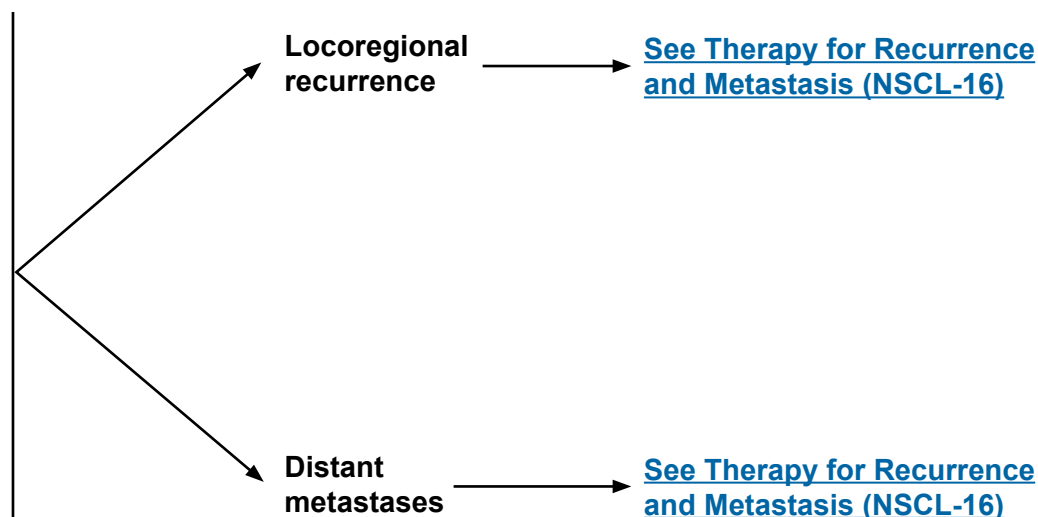 Locoregional
recurrence
See Therapy for Recurrence
and Metastasis (NSCL-16)
Distant
metastases
See Therapy for Recurrence
and Metastasis (NSCL-16)